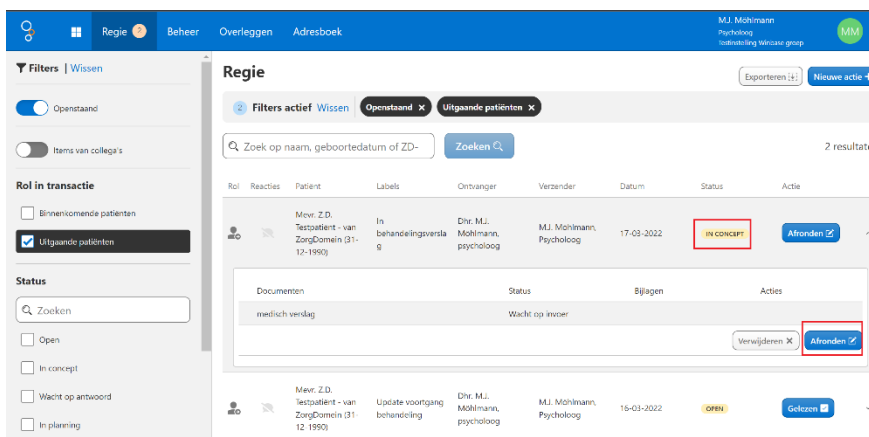 M.J. Möhlmann
Psycholoog
Testinstelling Winbase groep
MM
Regie 2
Beheer
Overleggen
Adresboek
Filters | Wissen
Openstaand
Items van collega's
Rol in transactie
Binnenkomende patiënten
Uitgaande patiënten
Status
Zoeken
Open
In concept
Wacht op antwoord
In planning
Regie
Exporteren
Nieuwe actie +
2 Filters actief Wissen
Openstaand X
Uitgaande patiënten X
Zoek op naam, geboortedatum of ZD-
Zoeken
2 resultate
Rol Reacties Patiënt Labels Ontvanger Verzender Datum Status Actie
Mevr. Z.D.
Testpatiënt - van
ZorgDomein (31-
12-1990)
In
behandelingsversla
g
Dhr. M.J.
Möhlmann,
psycholoog
M.J. Möhlmann,
Psycholoog
17-03-2022
IN CONCEPT
Afronden
Documenten Status Bijlagen Acties
medisch verslag Wacht op invoer
Verwijderen X
Afronden
Mevr. Z.D.
Testpatiënt - van
ZorgDomein (31-
12-1990)
Update voortgang
behandeling
Dhr. M.J.
Möhlmann,
psycholoog
M.J. Möhlmann,
Psycholoog
16-03-2022
OPEN
Gelezen